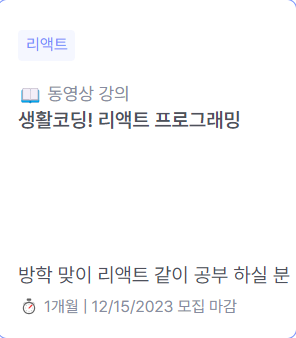 리액트
동영상 강의
생활코딩! 리액트 프로그래밍
방학 맞이 리액트 같이 공부 하실 분
1개월 | 12/15/2023 모집 마감